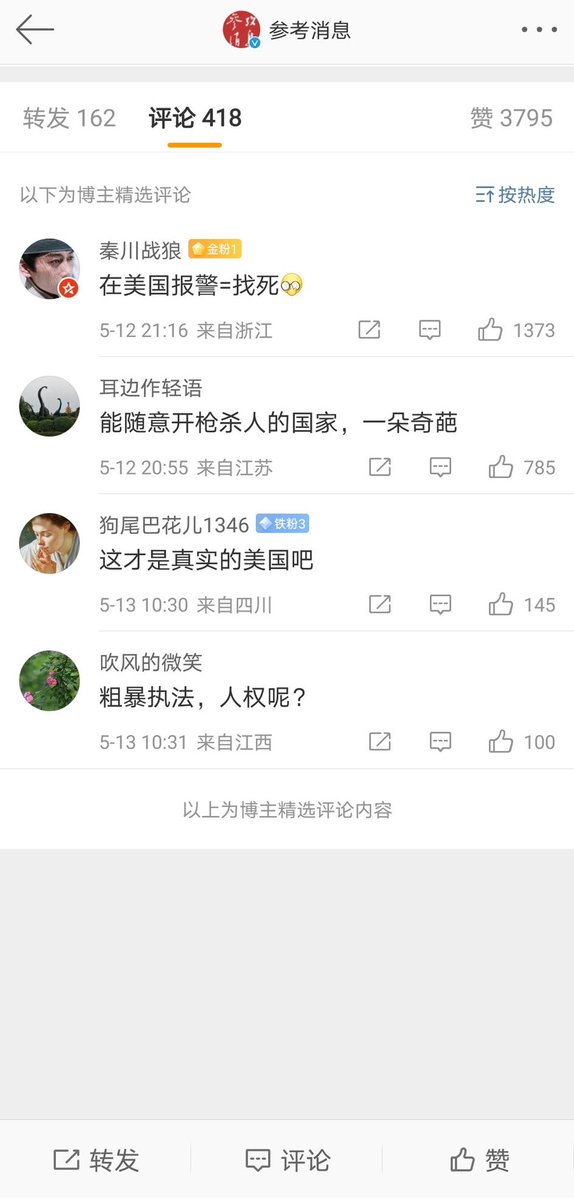 参考消息
转发 162 评论 418 赞 3795
以下为博主精选评论 按热度
秦川战狼 金粉1
在美国报警=找死
5-12 21:16 来自浙江 1373
耳边作轻语
能随意开枪杀人的国家，一朵奇葩
5-12 20:55 来自江苏 785
狗尾巴花儿1346 铁粉3
这才是真实的美国吧
5-13 10:30 来自四川 145
吹风的微笑
粗暴执法，人权呢？
5-13 10:31 来自江西 100
以上为博主精选评论内容
转发 评论 赞